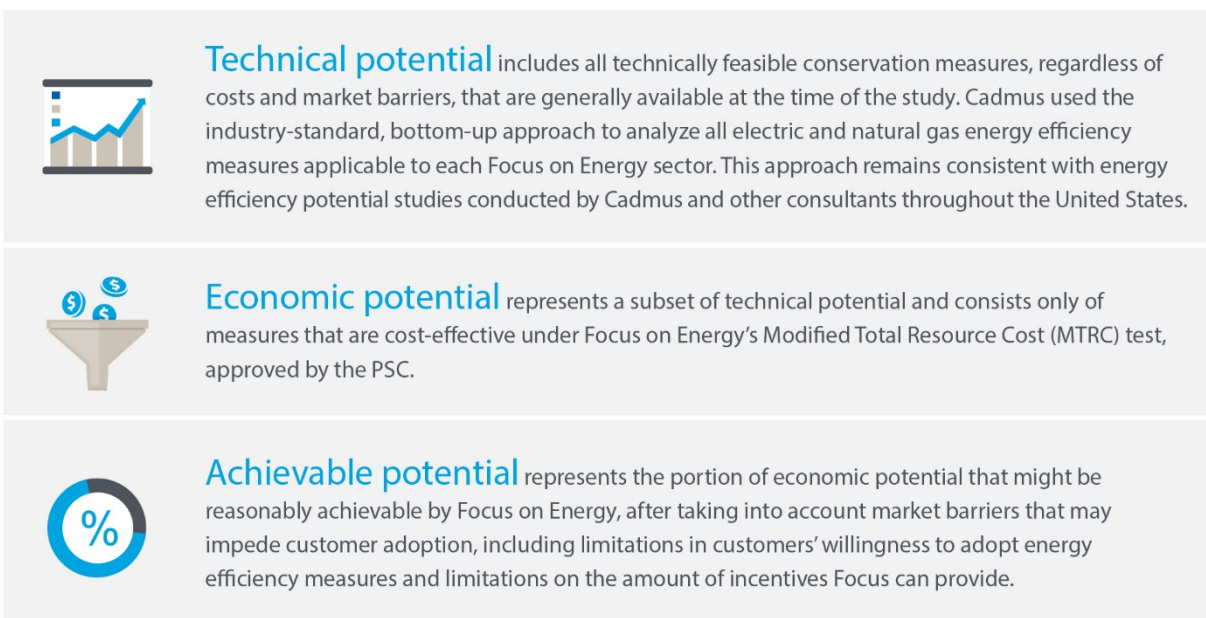 Technical potential includes all technically feasible conservation measures, regardless of
costs and market barriers, that are generally available at the time of the study. Cadmus used the
industry-standard, bottom-up approach to analyze all electric and natural gas energy efficiency
measures applicable to each Focus on Energy sector. This approach remains consistent with energy
efficiency potential studies conducted by Cadmus and other consultants throughout the United States.
$
$
$
Economic potential represents a subset of technical potential and consists only of
measures that are cost-effective under Focus on Energy’s Modified Total Resource Cost (MTRC) test,
approved by the PSC.
%
Achievable potential represents the portion of economic potential that might be
reasonably achievable by Focus on Energy, after taking into account market barriers that may
impede customer adoption, including limitations in customers’ willingness to adopt energy
efficiency measures and limitations on the amount of incentives Focus can provide.